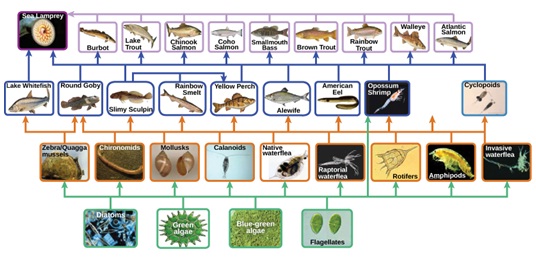 Sea Lamprey
Burbot
Lake
Trout
Chinook
Salmon
Coho
Salmon
Smallmouth
Bass
Brown Trout
Rainbow
Trout
Walleye
Atlantic
Salmon
Lake Whitefish
Round Goby
Slimy Sculpin
Rainbow
Smelt
Yellow Perch
Alewife
American
Eel
Opossum
Shrimp
Cyclopoids
Zebra/Quagga
mussels
Chironomids
Mollusks
Calanoids
Native
waterflea
Raptorial
waterflea
Rotifers
Amphipods
Invasive
waterflea
Diatoms
Green
algae
Blue-green
algae
Flagellates